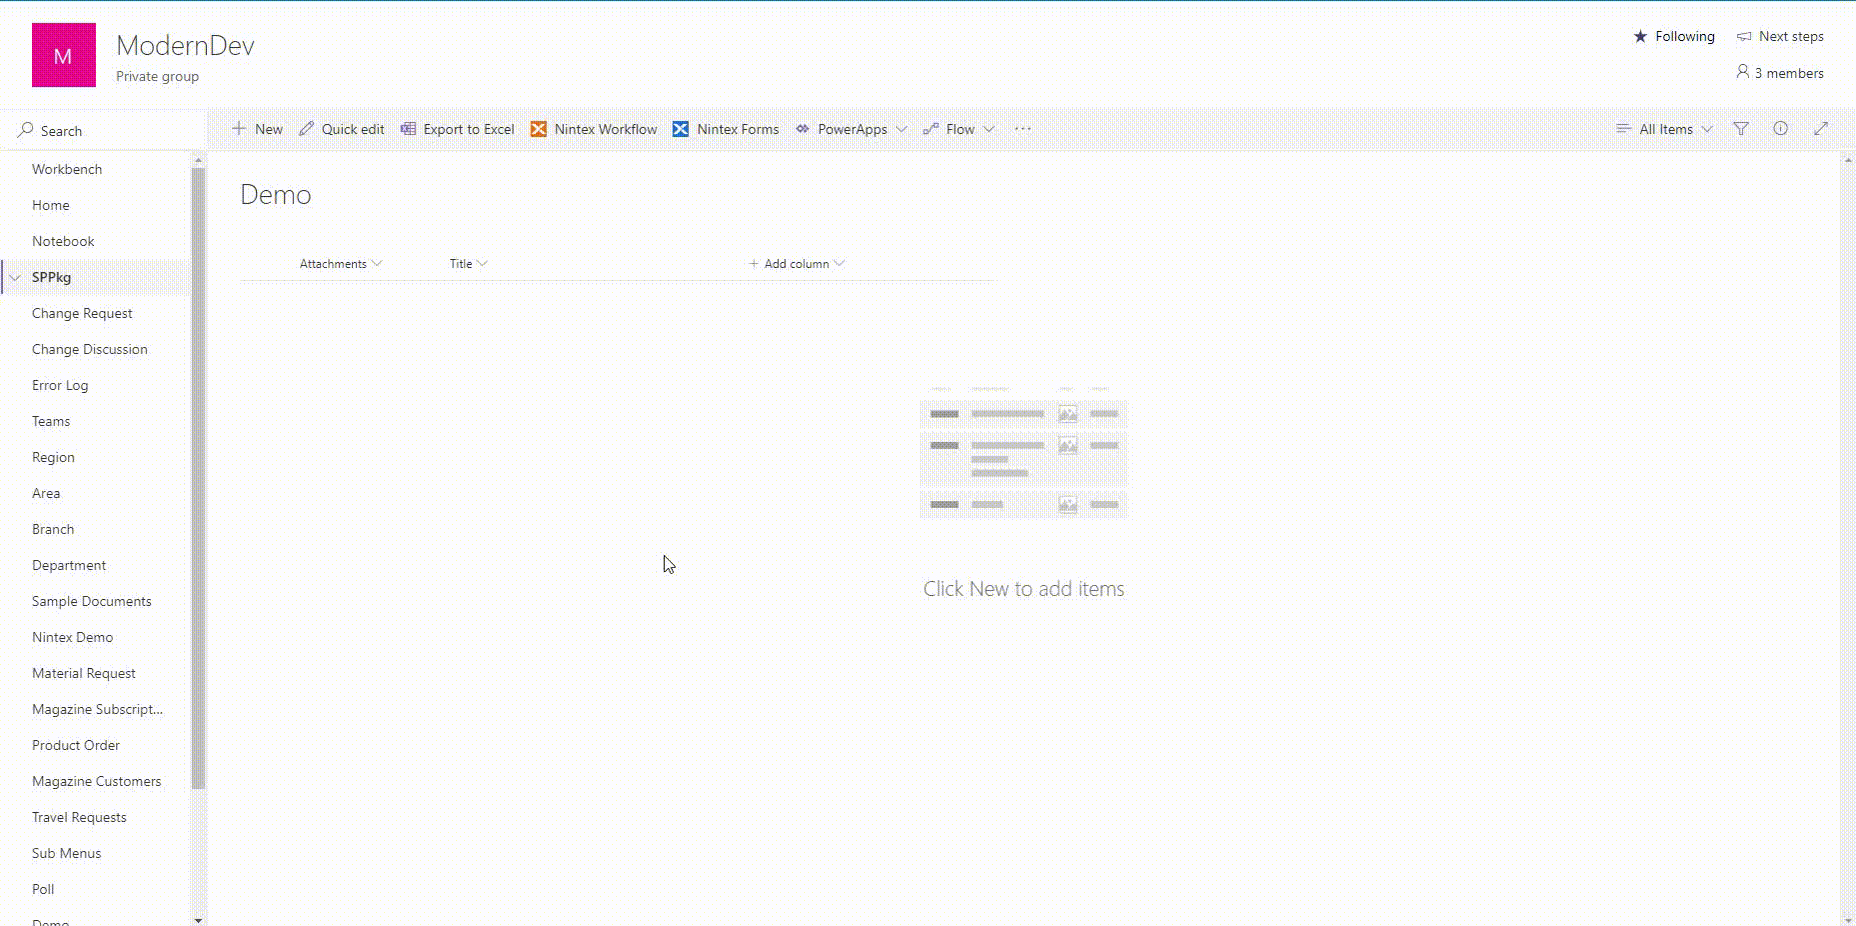 M
ModernDev
Private group
Following
Next steps
3 members
Search
New
Quick edit
Export to Excel
Nintex Workflow
Nintex Forms
PowerApps
Flow
...
All Items
Workbench
Home
Notebook
SPPkg
Change Request
Change Discussion
Error Log
Teams
Region
Area
Branch
Department
Sample Documents
Nintex Demo
Material Request
Magazine Subscript...
Product Order
Magazine Customers
Travel Requests
Sub Menus
Poll
Demo
Demo
Attachments
Title
+ Add column
Click New to add items